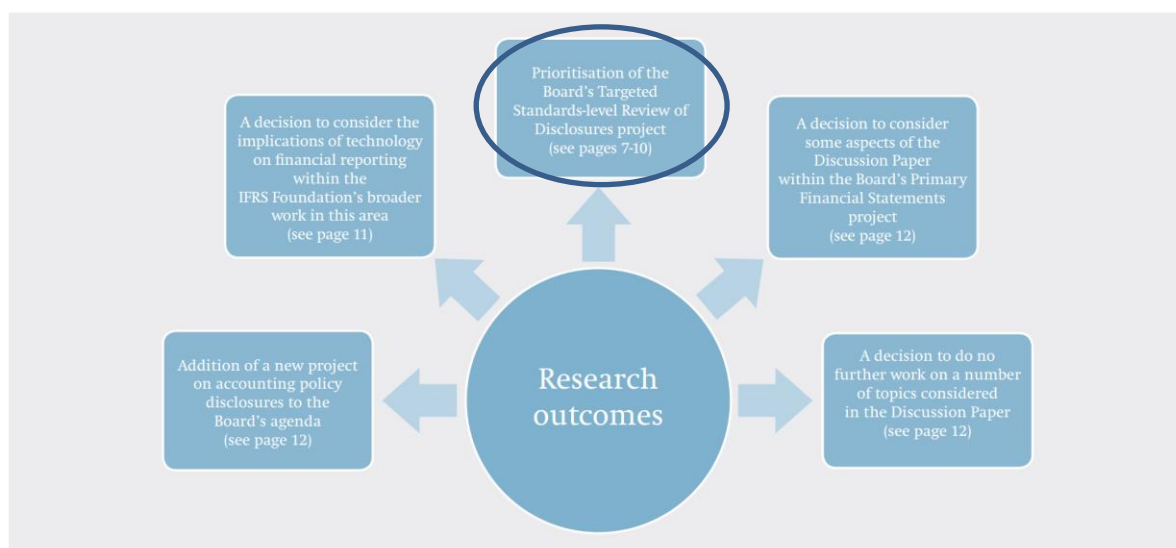 Prioritisation of the
Board's Targeted
Standards-level Review of
Disclosures project
(see pages 7-10)
A decision to consider the
implications of technology
on financial reporting
within the
IFRS Foundation's broader
work in this area
(see page 11)
A decision to consider
some aspects of the
Discussion Paper
within the Board's Primary
Financial Statements
project
(see page 12)
Addition of a new project
on accounting policy
disclosures to the
Board's agenda
(see page 12)
Research
outcomes
A decision to do no
further work on a number
of topics considered
in the Discussion Paper
(see page 12)